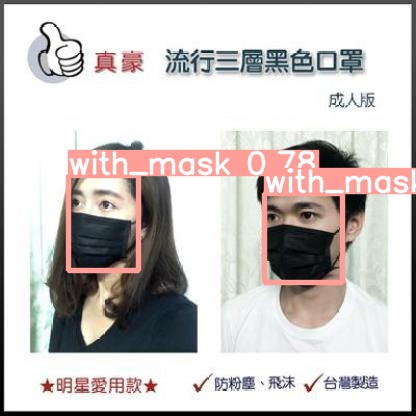 真豪 流行三層黑色口罩
成人版
with_mask 0.78
with_mask
★明星愛用款★ ✓防粉塵、飛沫 ✓台灣製造